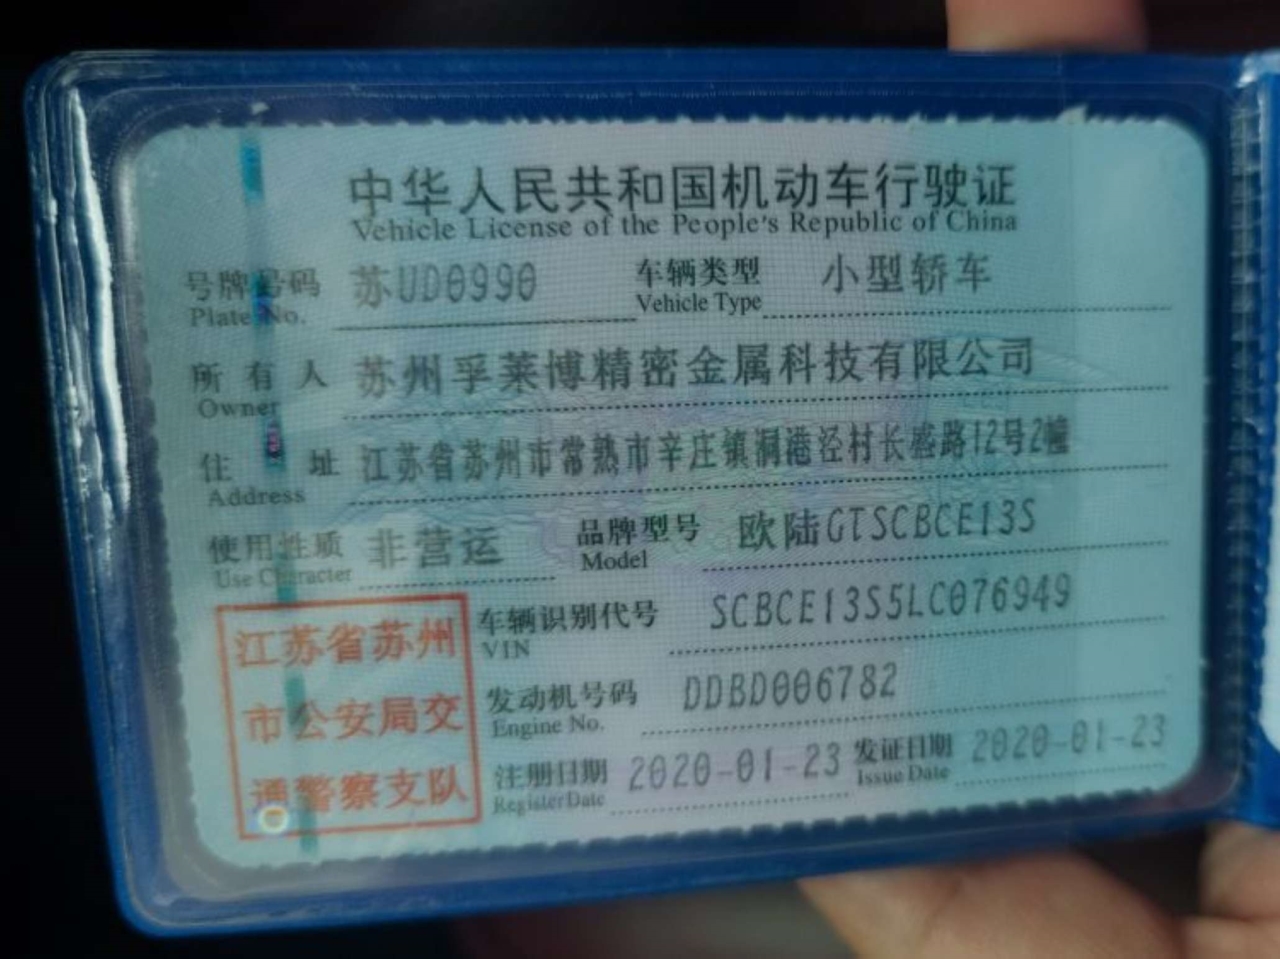 中华人民共和国机动车行驶证
Vehicle License of the People's Republic of China
号牌号码 苏UD0990 车辆类型 小型轿车
Plate No. Vehicle Type
所有人 苏州孚莱博精密金属科技有限公司
Owner
住址 江苏省苏州市常熟市辛庄镇洞港泾村长盛路12号2幢
Address
使用性质 非营运 品牌型号 欧陆GTSCBCE13S
Use Character Model
车辆识别代号 SCBCE13S5LC076949
VIN
发动机号码 DDBD006782
Engine No.
注册日期 2020-01-23 发证日期 2020-01-23
Register Date Issue Date
江苏省苏州
市公安局交
通警察支队